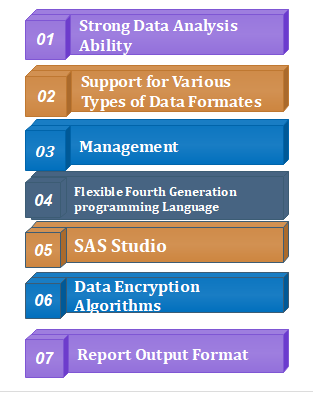 01
Strong Data Analysis
Ability
02
Support for Various
Types of Data Formates
03
Management
04
Flexible Fourth Generation
programming Language
05
SAS Studio
06
Data Encryption
Algorithms
07
Report Output Format